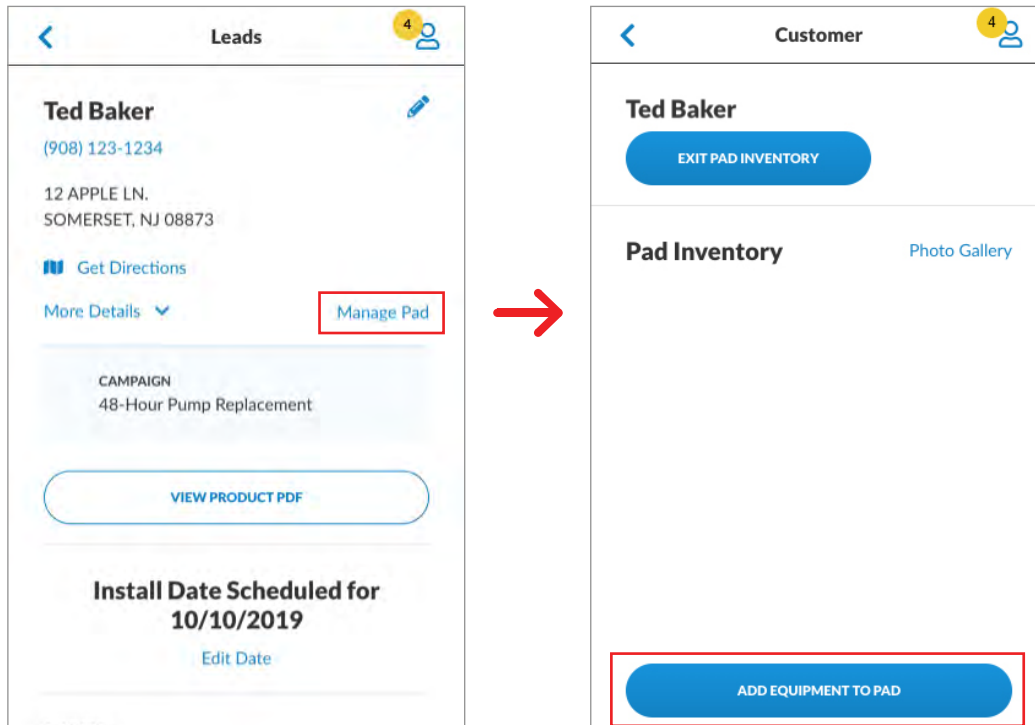 Leads
4
Ted Baker
(908) 123-1234
12 APPLE LN.
SOMERSET, NJ 08873
Get Directions
More Details
Manage Pad
CAMPAIGN
48-Hour Pump Replacement
VIEW PRODUCT PDF
Install Date Scheduled for
10/10/2019
Edit Date
Customer
4
Ted Baker
EXIT PAD INVENTORY
Pad Inventory
Photo Gallery
ADD EQUIPMENT TO PAD